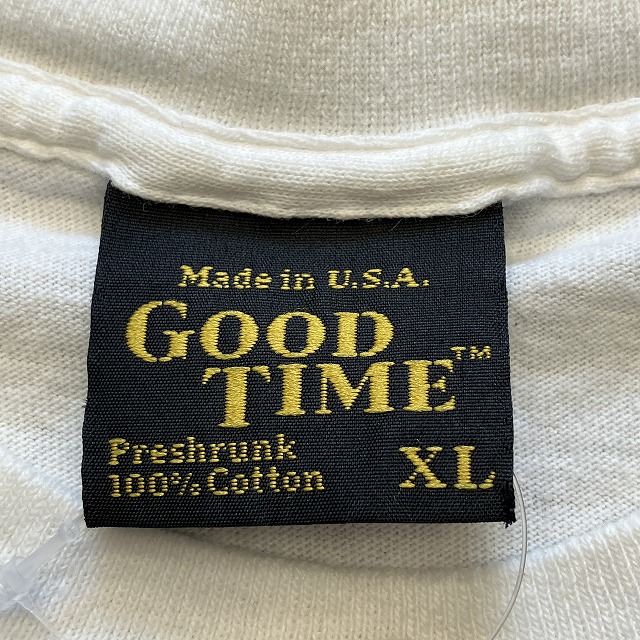 Made in U.S.A.
GOOD
TIME™
Preshrunk
100% Cotton
XL